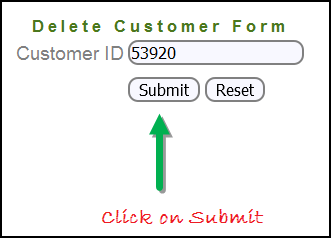 Delete Customer Form
Customer ID 53920
Submit Reset
Click on Submit